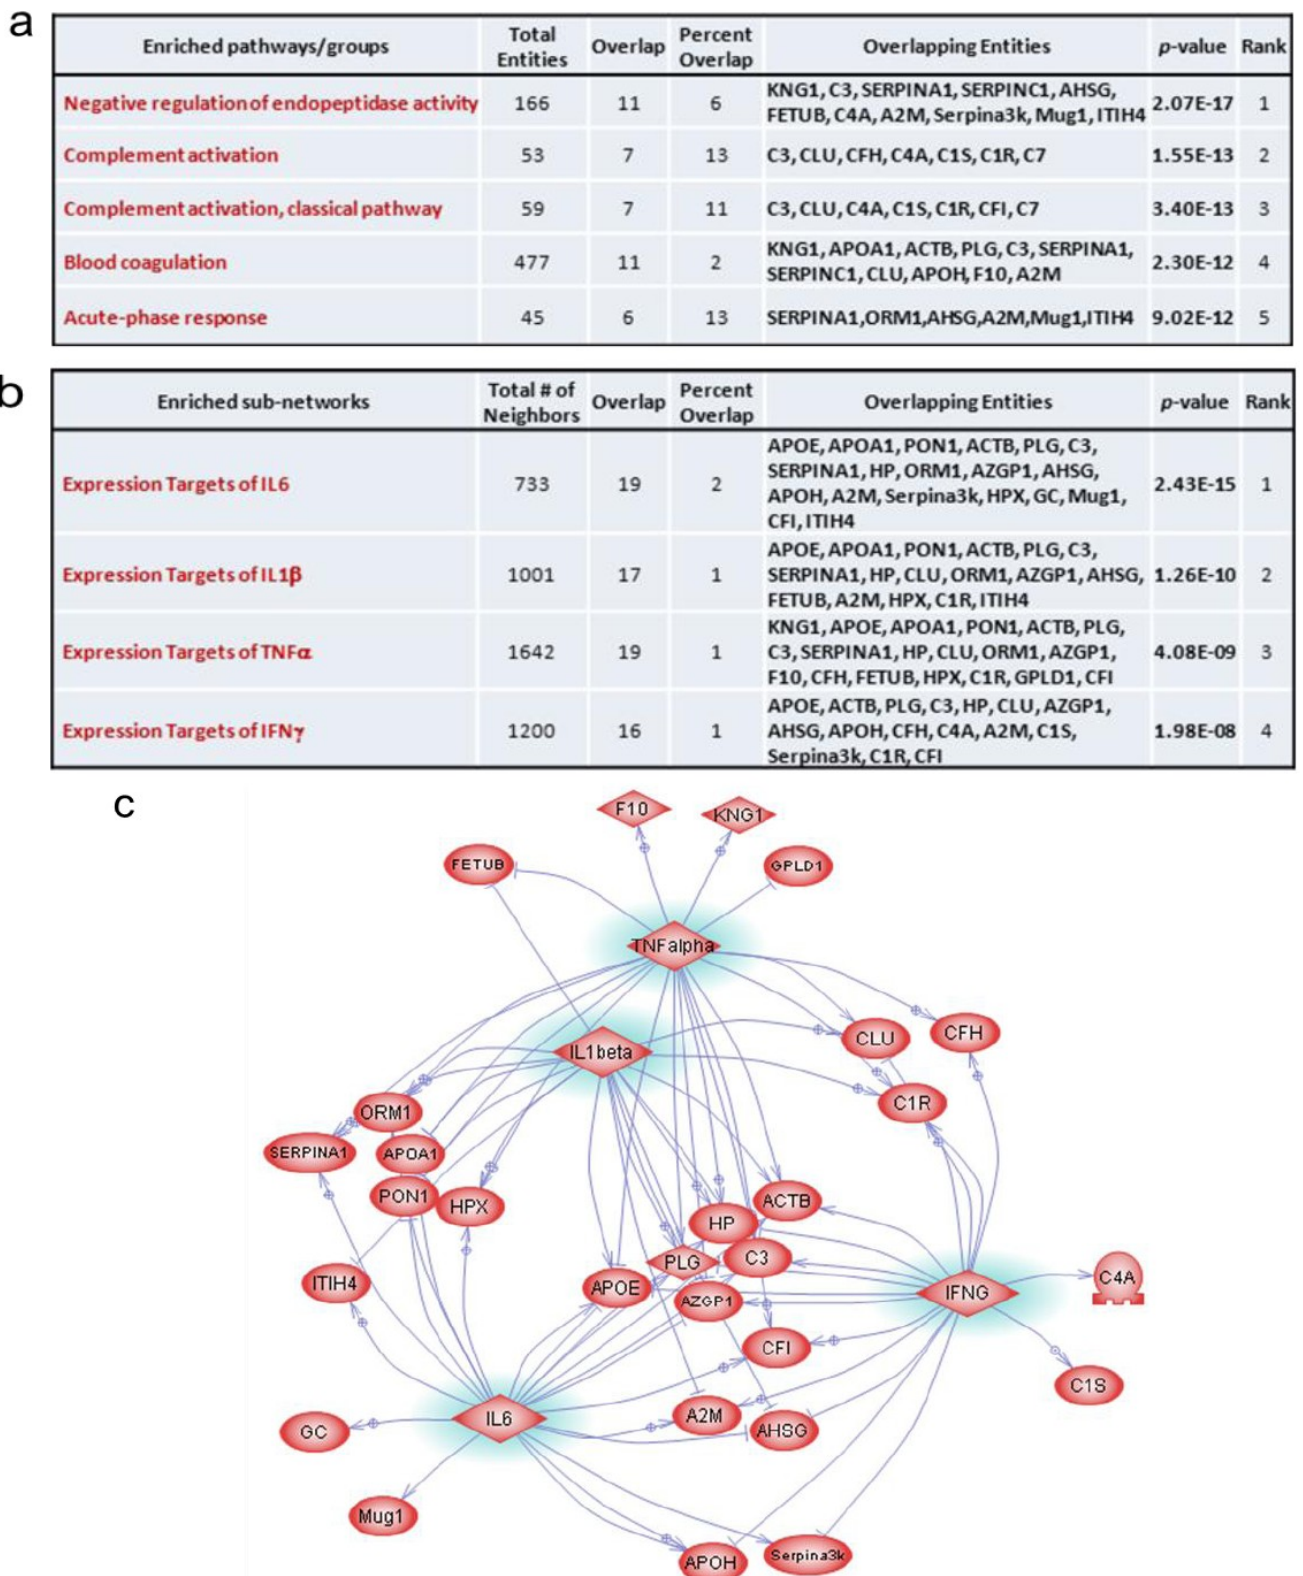 a
Enriched pathways/groups
Total
Entities
Overlap
Percent
Overlap
Overlapping Entities
p-value
Rank
Negative regulation of endopeptidase activity
166
11
6
KNG1, C3, SERPINA1, SERPINC1, AHSG,
FETUB, C4A, A2M, Serpina3k, Mug1, ITIH4
2.07E-17
1
Complement activation
53
7
13
C3, CLU, CFH, C4A, C1S, C1R, C7
1.55E-13
2
Complement activation, classical pathway
59
7
11
C3, CLU, C4A, C1S, C1R, CFI, C7
3.40E-13
3
Blood coagulation
477
11
2
KNG1, APOA1, ACTB, PLG, C3, SERPINA1,
SERPINC1, CLU, APOH, F10, A2M
2.30E-12
4
Acute-phase response
45
6
13
SERPINA1,ORM1,AHSG,A2M,Mug1,ITIH4
9.02E-12
5
b
Enriched sub-networks
Total # of
Neighbors
Overlap
Percent
Overlap
Overlapping Entities
p-value
Rank
Expression Targets of IL6
733
19
2
APOE, APOA1, PON1, ACTB, PLG, C3,
SERPINA1, HP, ORM1, AZGP1, AHSG,
APOH, A2M, Serpina3k, HPX, GC, Mug1,
CFI, ITIH4
2.43E-15
1
Expression Targets of IL1β
1001
17
1
APOE, APOA1, PON1, ACTB, PLG, C3,
SERPINA1, HP, CLU, ORM1, AZGP1, AHSG,
FETUB, A2M, HPX, C1R, ITIH4
1.26E-10
2
Expression Targets of TNFα
1642
19
1
KNG1, APOE, APOA1, PON1, ACTB, PLG,
C3, SERPINA1, HP, CLU, ORM1, AZGP1,
F10, CFH, FETUB, HPX, C1R, GPLD1, CFI
4.08E-09
3
Expression Targets of IFNγ
1200
16
1
APOE, ACTB, PLG, C3, HP, CLU, AZGP1,
AHSG, APOH, CFH, C4A, A2M, C1S,
Serpina3k, C1R, CFI
1.98E-08
4
c
F10
KNG1
FETUB
GPLD1
TNFalpha
IL1beta
CLU
CFH
C1R
ORM1
SERPINA1
APOA1
PON1
HPX
ACTB
HP
PLG
C3
ITIH4
APOE
AZGP1
IFNG
C4A
CFI
C1S
IL6
A2M
AHSG
GC
Mug1
APOH
Serpina3k